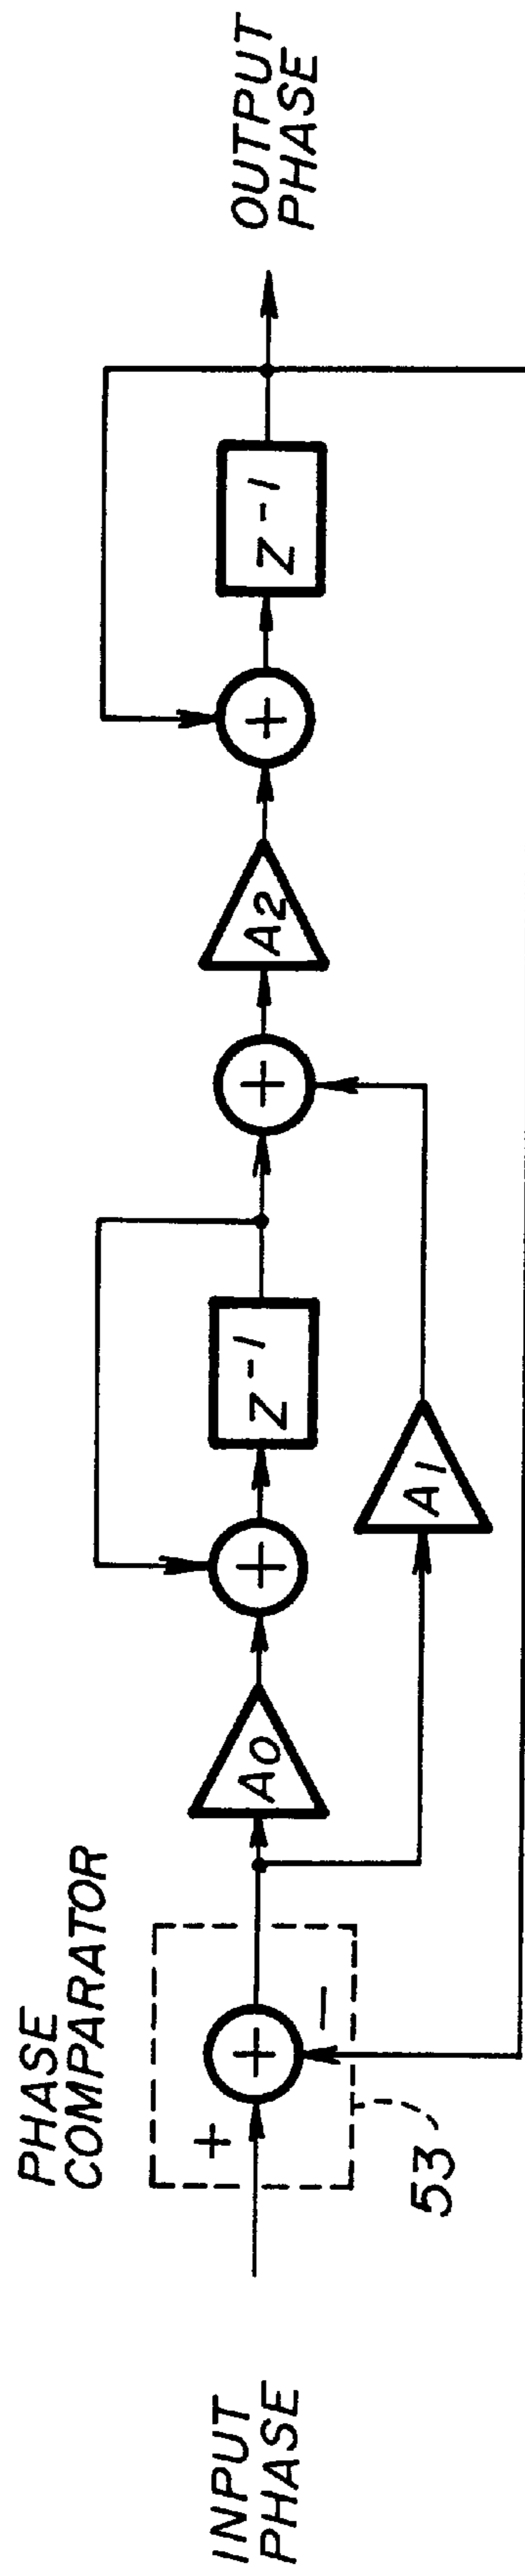 INPUT
PHASE
PHASE
COMPARATOR
+
+
−
53
A0
+
Z⁻¹
A1
+
A2
+
Z⁻¹
OUTPUT
PHASE